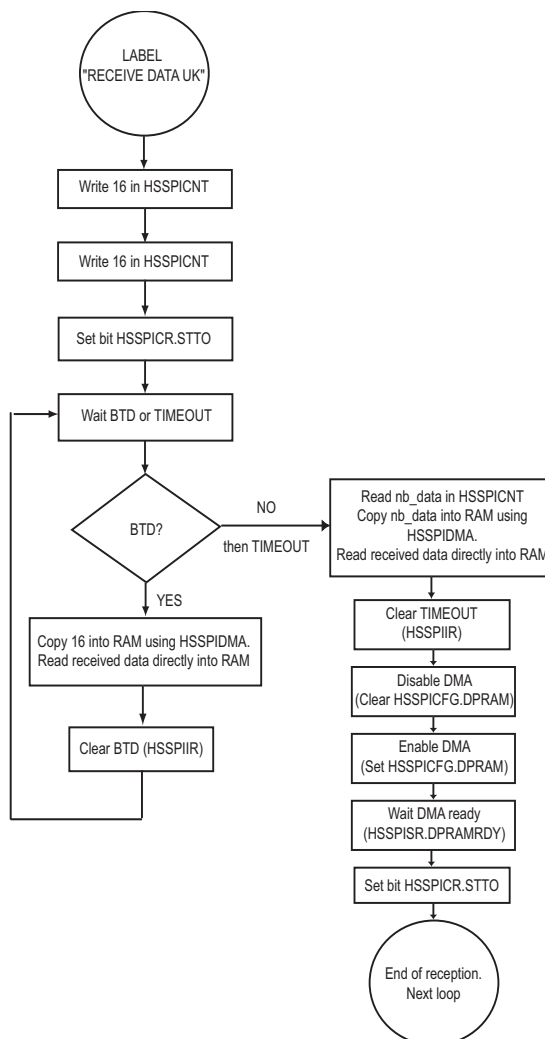 LABEL
"RECEIVE DATA UK"
Write 16 in HSSPICNT
Write 16 in HSSPICNT
Set bit HSSPICR.STTO
Wait BTD or TIMEOUT
BTD?
NO
then TIMEOUT
YES
Copy 16 into RAM using HSSPIDMA.
Read received data directly into RAM
Clear BTD (HSSPIIR)
Read nb_data in HSSPICNT
Copy nb_data into RAM using
HSSPIDMA.
Read received data directly into RAM
Clear TIMEOUT
(HSSPIIR)
Disable DMA
(Clear HSSPICFG.DPRAM)
Enable DMA
(Set HSSPICFG.DPRAM)
Wait DMA ready
(HSSPISR.DPRAMRDY)
Set bit HSSPICR.STTO
End of reception.
Next loop